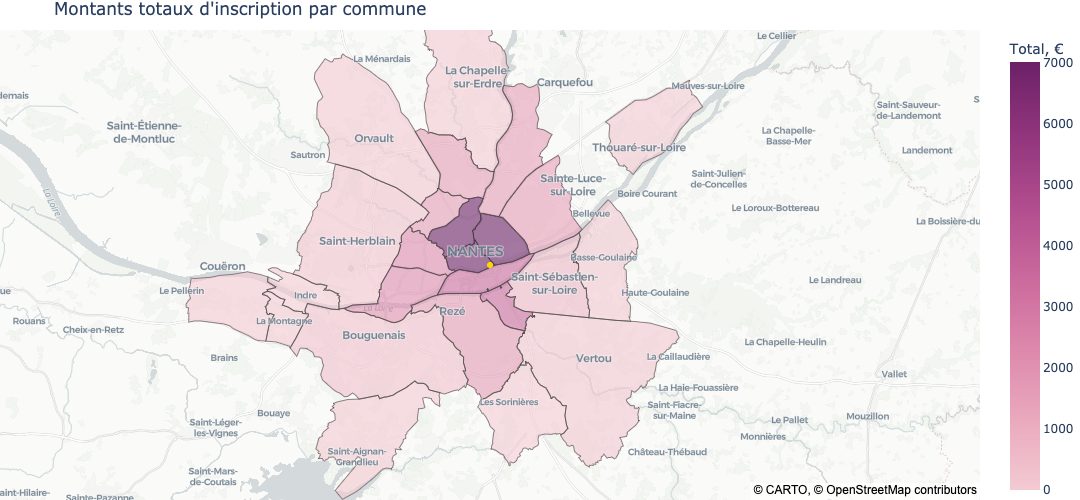 Montants totaux d'inscription par commune
Le Cellier
Total, €
La Ménardais
La Chapelle-
sur-Erdre
Carquefou
Mauves-sur-Loire
demais
Saint-Étienne-
de-Montluc
Saint-Sauveur-
de-Landemont
S
La Chapelle-
Basse-Mer
Orvault
Thouaré-sur-Loire
Landemont
Sautron
Sainte-Luce-
sur-Loire
Saint-Julien-
de-Concelles
Boire Courant
La Loire
Le Loroux-Bottereau
Bellevue
La Boissière-du
Saint-Herblain
NANTES
Basse-Goulaine
Couëron
Saint-Sébastien-
sur-Loire
Le Landreau
Le Pellerin
Indre
Haute-Goulaine
ue
La Loire
Rezé
Rouans
La Montagne
Cheix-en-Retz
Bouguenais
La Chapelle-Heulin
Brains
Vertou
La Caillaudière
Vallet
La Haie-Fouassière
Les Sorinières
Bouaye
Saint-Fiacre-
sur-Maine
Mouzillon
Saint-Léger-
les-Vignes
Le Pallet
Monnières
Saint-Aignan-
Grandlieu
Château-Thébaud
Saint-Mars-
de-Coutais
Saint-Hilaire-
Sainte-Pazanne
© CARTO, © OpenStreetMap contributors
7000
6000
5000
4000
3000
2000
1000
0